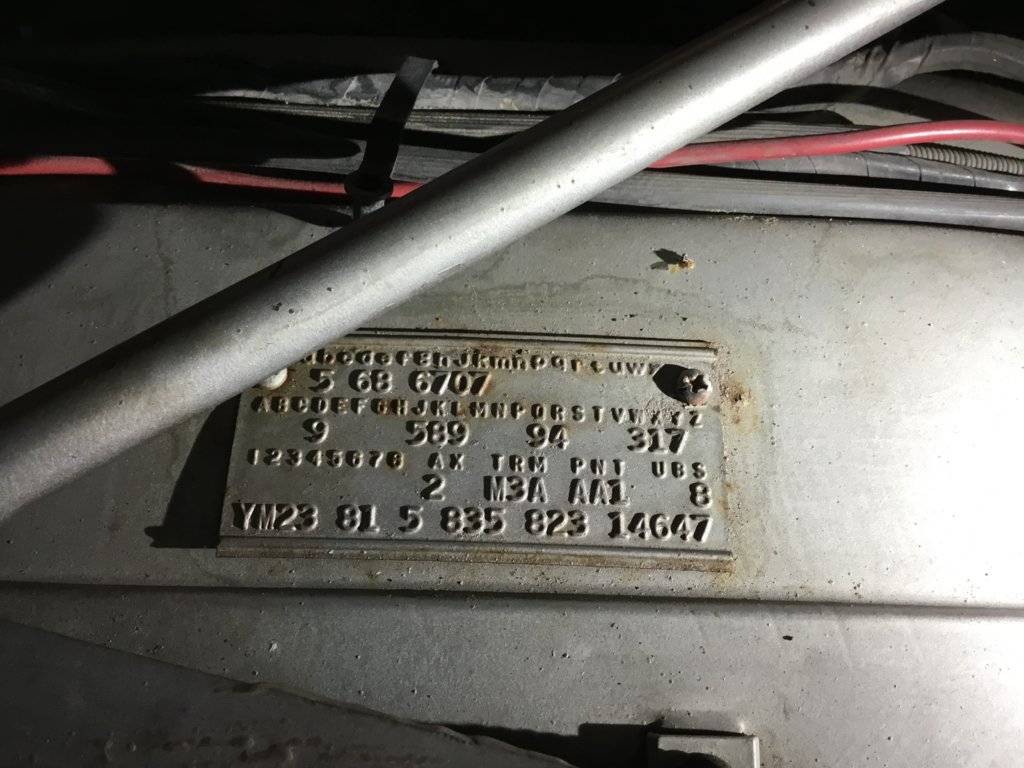 abcdefghJkmnpqrtuw
5 68 6707
ABCDEFGHJKLMNPQRSTVWXYZ
9 589 94 317
12345678 AX TRM PNT UBS
2 M3A AA1 8
YM23 81 5 835 823 14647